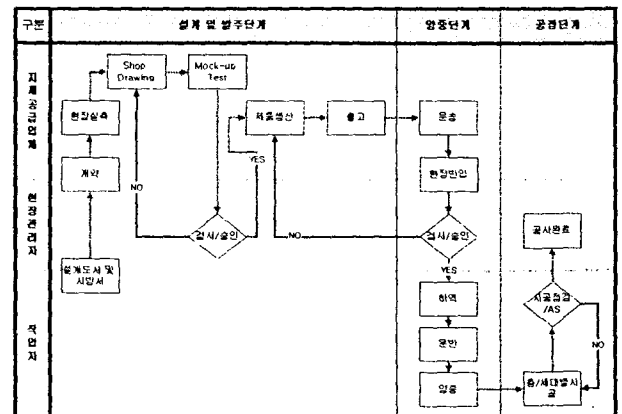 구분
설계 및 발주단계
양중단계
공정단계
자재공급업체
현장관리자
작업자
Shop
Drawing
Mock-up
Test
현장실측
계약
설계도서 및
시방서
NO
검사/승인
YES
제품생산
출고
NO
운송
현장반입
검사/승인
YES
하역
운반
양중
공사완료
시공점검
/AS
NO
층/세대별시
공